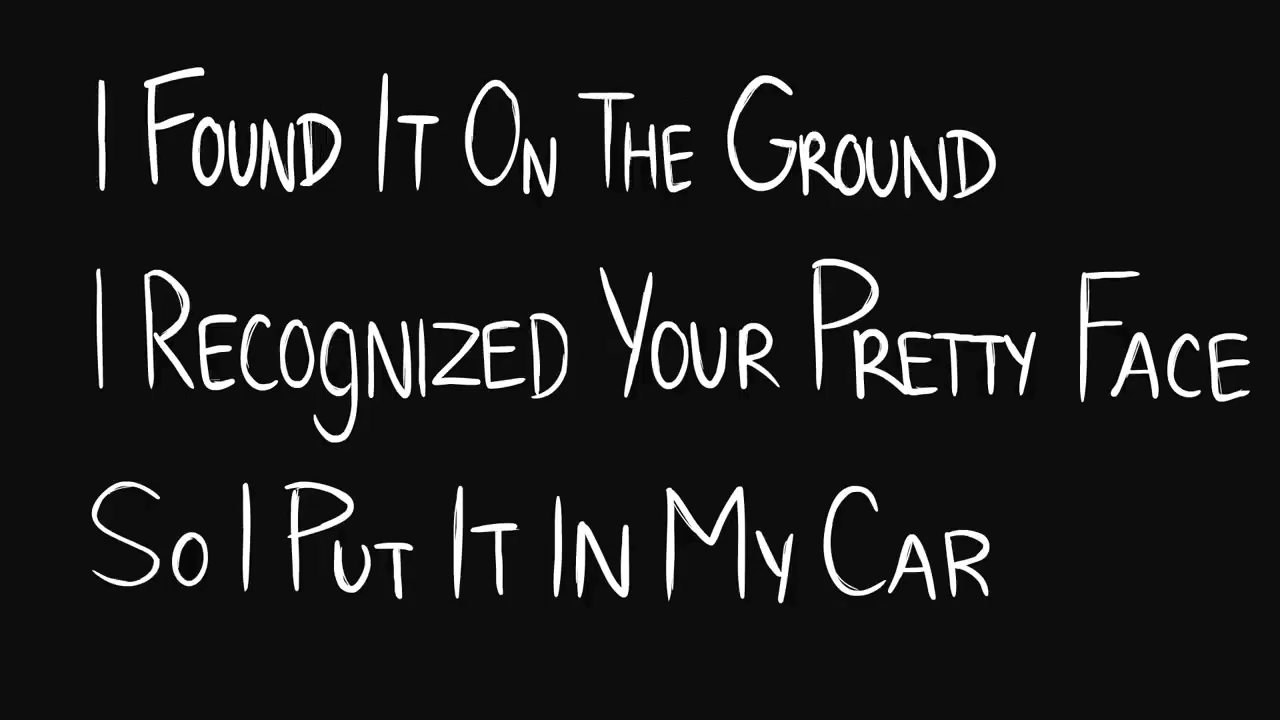 I Found It On The Ground
I Recognized Your Pretty Face
So I Put It In My Car